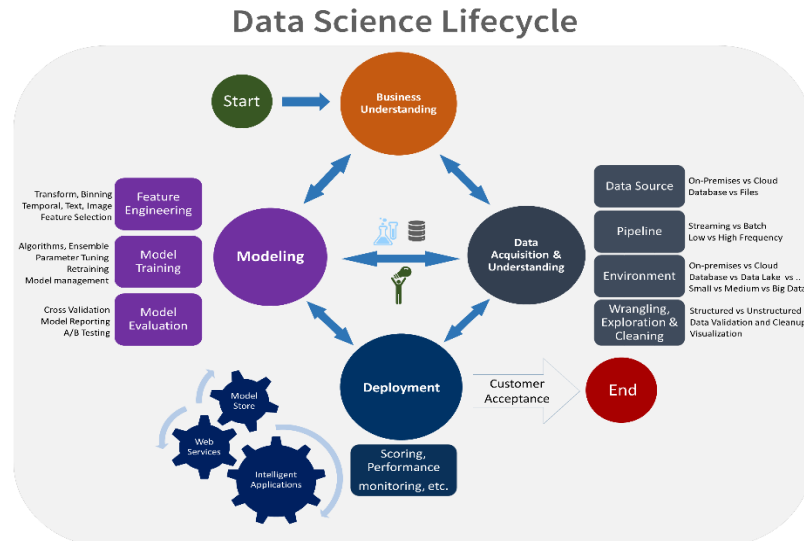 Data Science Lifecycle
Start
Business
Understanding
Transform, Binning
Temporal, Text, Image
Feature Selection
Feature
Engineering
Algorithms, Ensemble
Parameter Tuning
Retraining
Model management
Model
Training
Cross Validation
Model Reporting
A/B Testing
Model
Evaluation
Modeling
Data
Acquisition &
Understanding
Data Source
On-Premises vs Cloud
Database vs Files
Pipeline
Streaming vs Batch
Low vs High Frequency
Environment
On-premises vs Cloud
Database vs Data Lake vs ..
Small vs Medium vs Big Data
Wrangling,
Exploration &
Cleaning
Structured vs Unstructured
Data Validation and Cleanup
Visualization
Deployment
Customer
Acceptance
End
Scoring,
Performance
monitoring, etc.
Model
Store
Web
Services
Intelligent
Applications